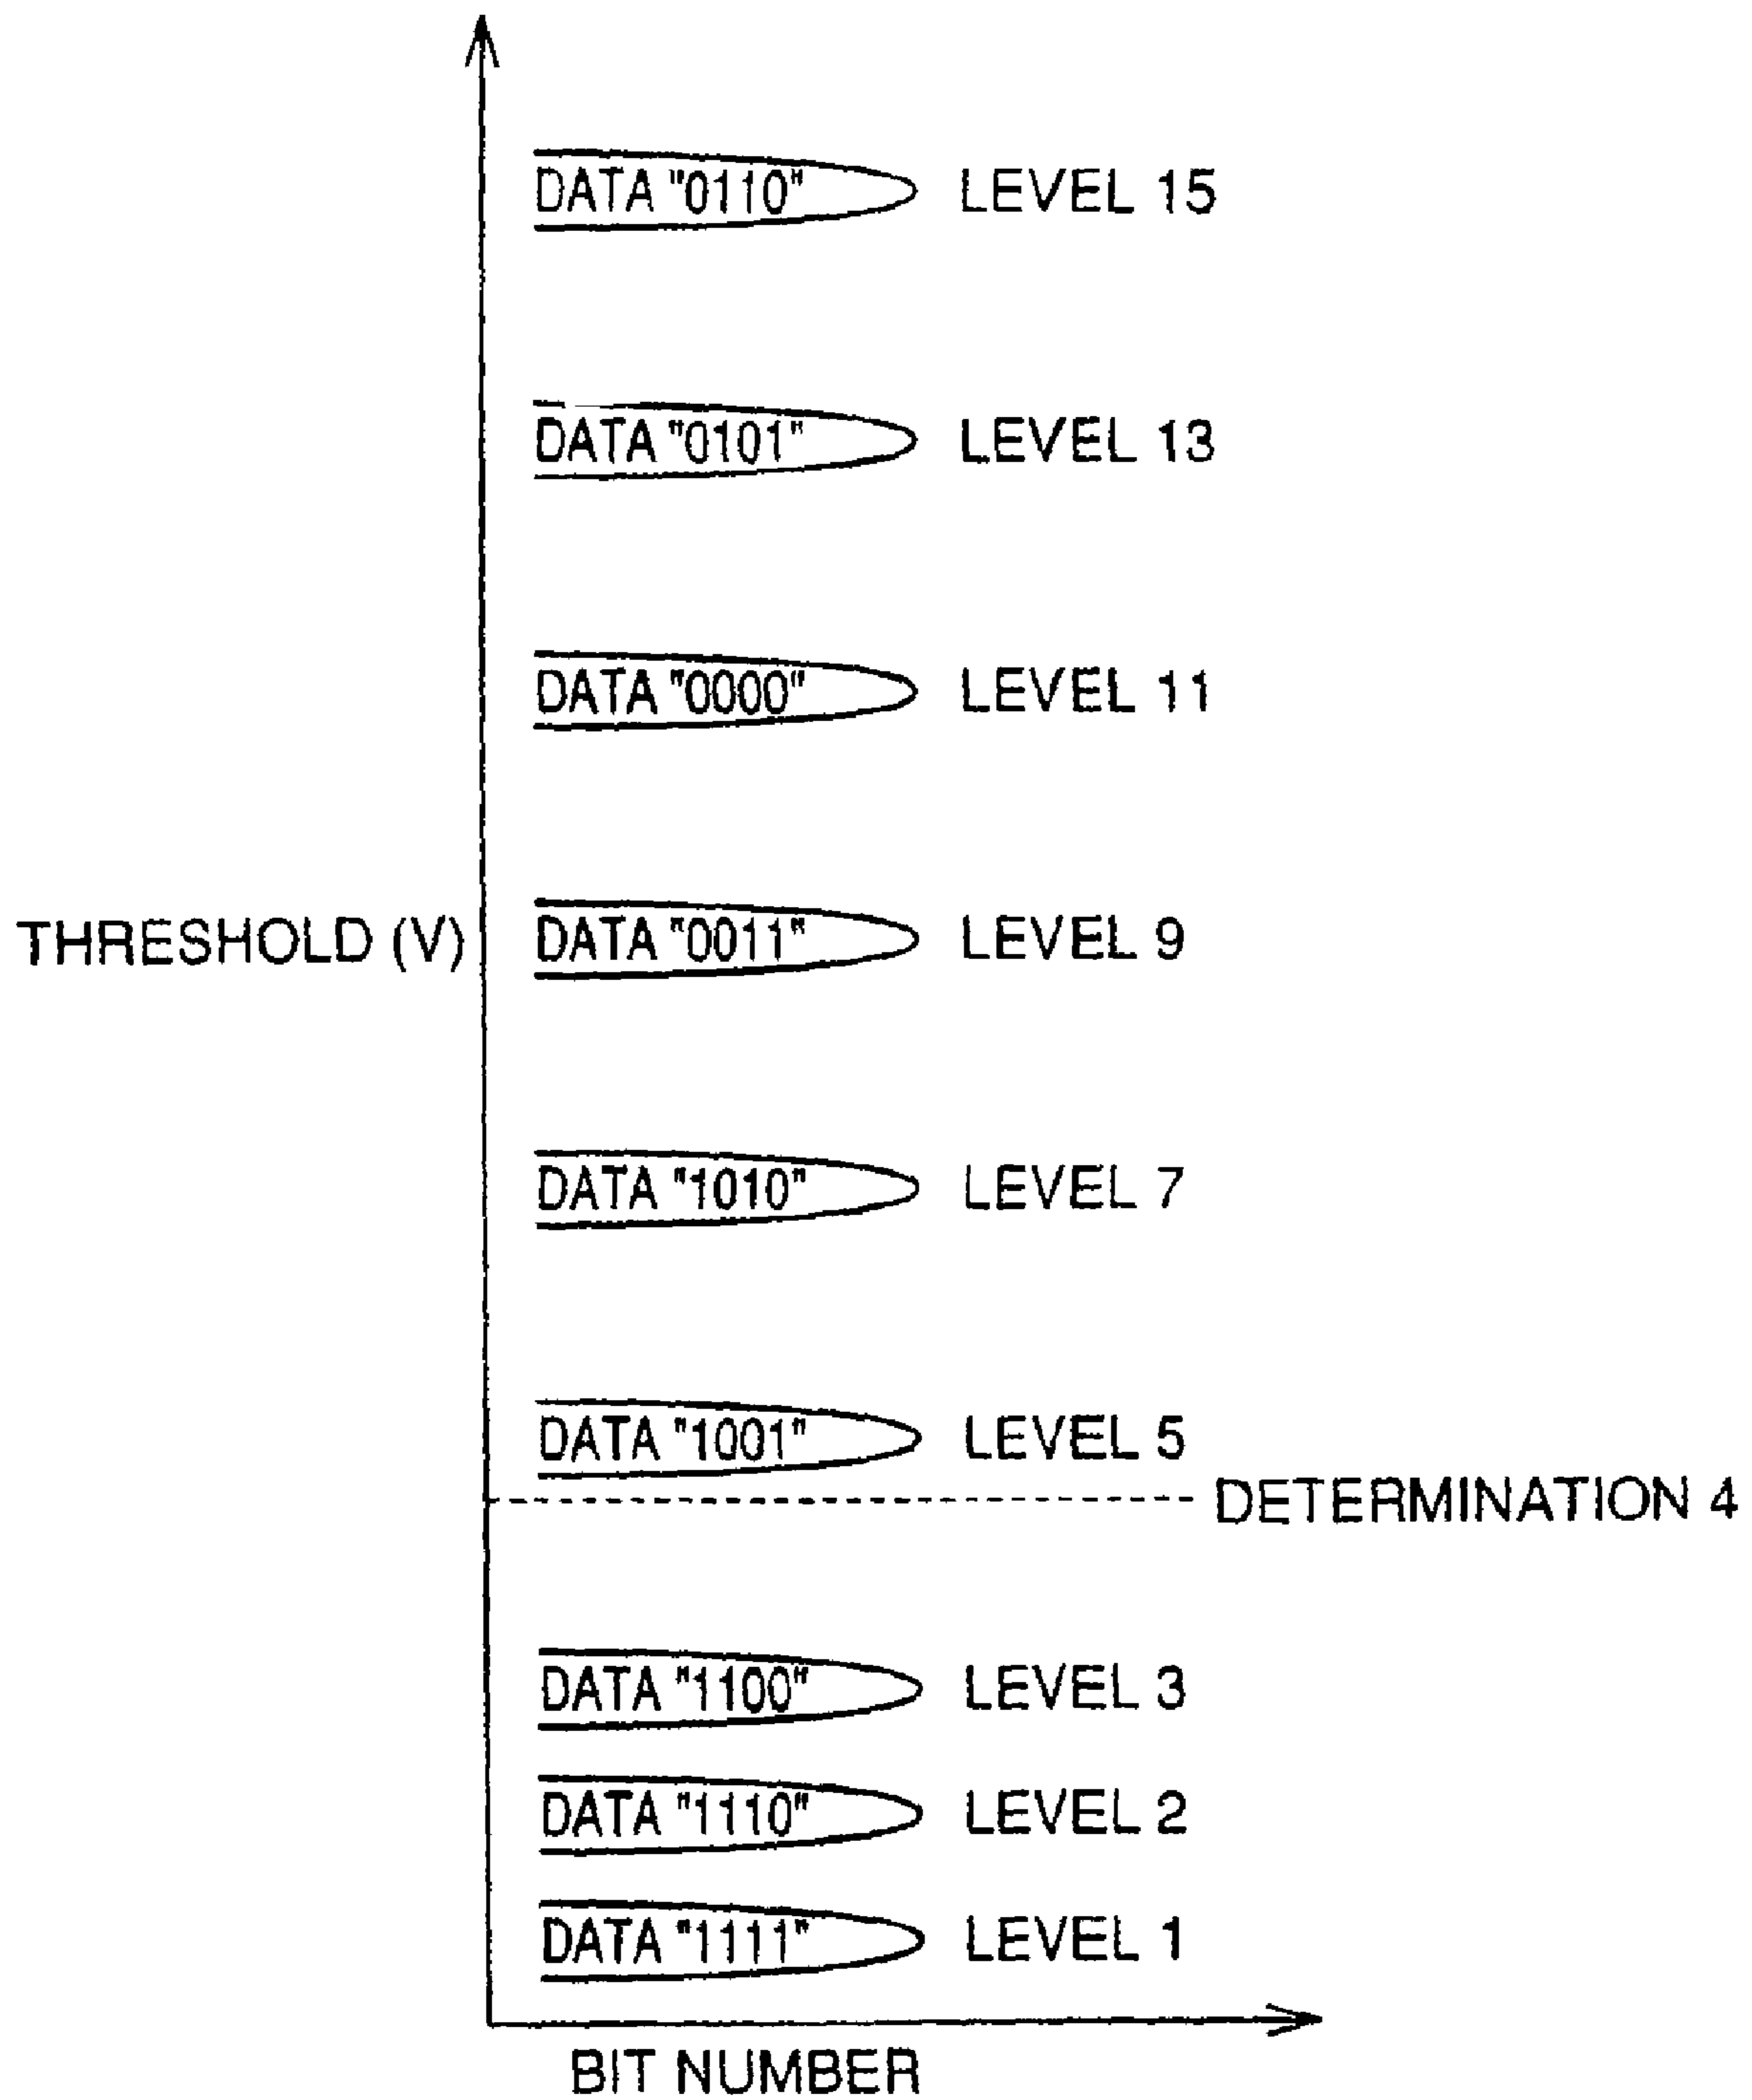 DATA "0110" LEVEL 15
DATA "0101" LEVEL 13
DATA "0000" LEVEL 11
THRESHOLD (V) DATA "0011" LEVEL 9
DATA "1010" LEVEL 7
DATA "1001" LEVEL 5
DETERMINATION 4
DATA "1100" LEVEL 3
DATA "1110" LEVEL 2
DATA "1111" LEVEL 1
BIT NUMBER